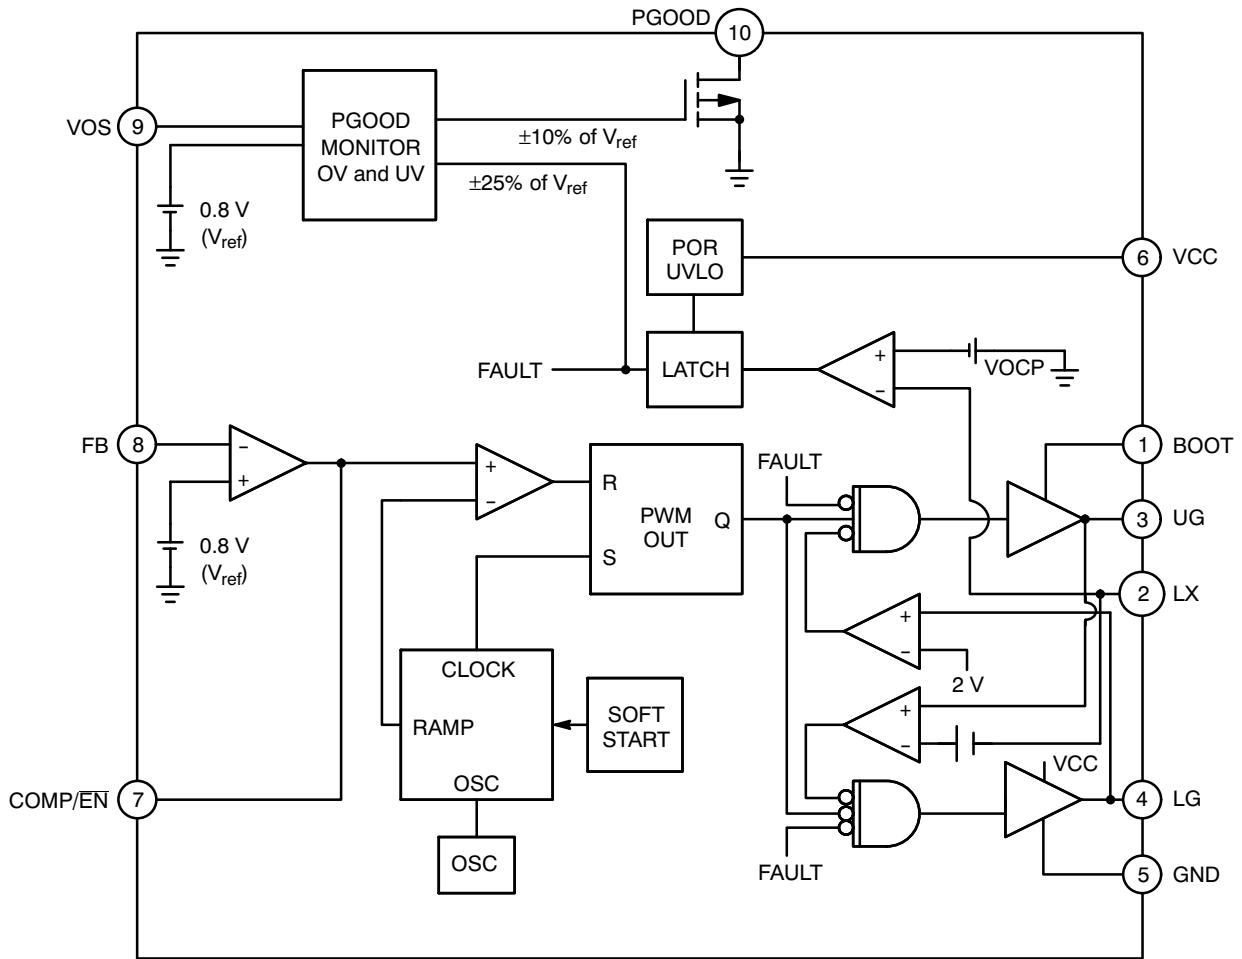 PGOOD
10
VOS
9
PGOOD
MONITOR
OV and UV
±10% of Vref
±25% of Vref
0.8 V
(Vref)
POR
UVLO
6
VCC
FAULT
LATCH
+
−
VOCP
FB
8
−
+
0.8 V
(Vref)
+
−
R
S
PWM
OUT
Q
FAULT
1
BOOT
3
UG
2
LX
+
−
2 V
CLOCK
RAMP
OSC
SOFT
START
+
−
VCC
COMP/EN
7
4
LG
OSC
FAULT
5
GND